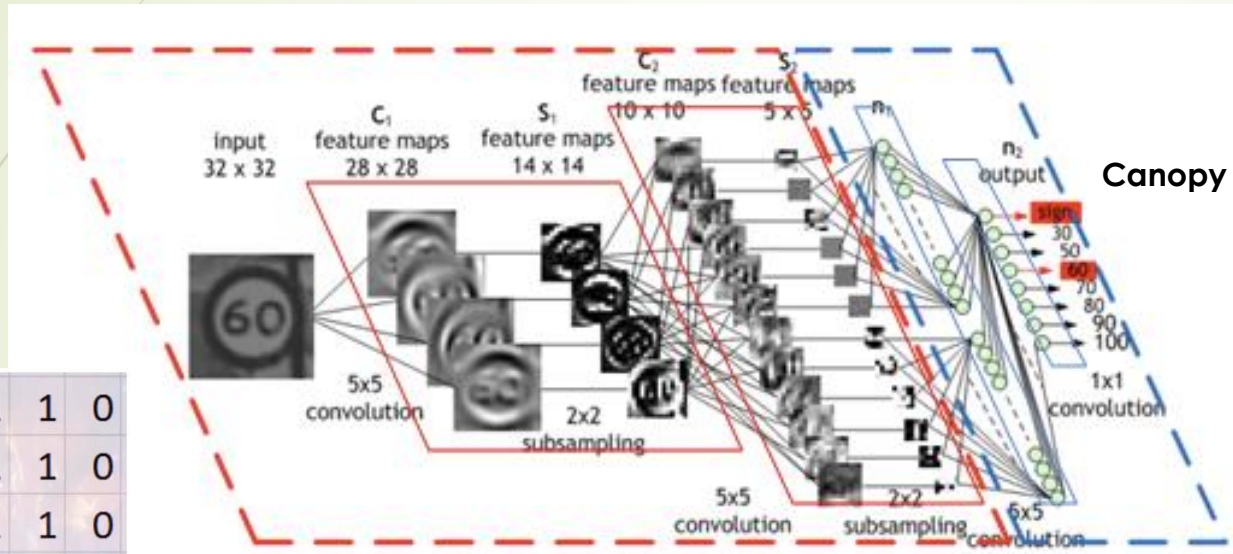 C₂ S₂
feature maps feature maps
10 x 10 5 x 5
C₁ S₁
feature maps feature maps
28 x 28 14 x 14
input
32 x 32
n₁
n₂
output
Canopy
sign
30
50
60
70
80
90
100
60
5x5
convolution
2x2
subsampling
5x5
convolution
2x2
subsampling
convolution
1x1
convolution
1 0
1 0
1 0